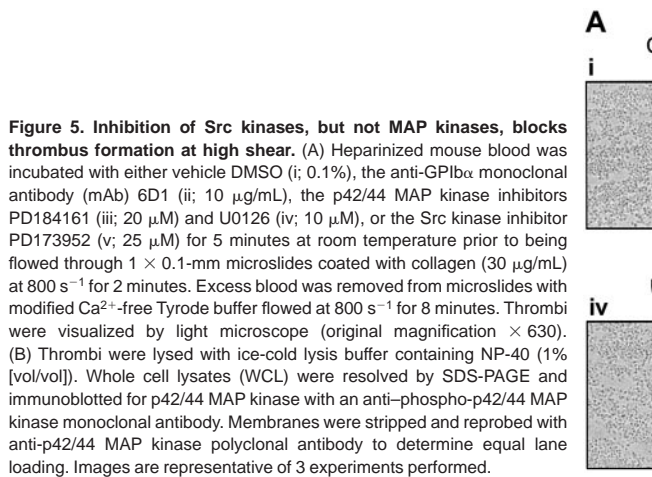 Figure 5. Inhibition of Src kinases, but not MAP kinases, blocks
thrombus formation at high shear. (A) Heparinized mouse blood was
incubated with either vehicle DMSO (i; 0.1%), the anti-GPIbα monoclonal
antibody (mAb) 6D1 (ii; 10 μg/mL), the p42/44 MAP kinase inhibitors
PD184161 (iii; 20 μM) and U0126 (iv; 10 μM), or the Src kinase inhibitor
PD173952 (v; 25 μM) for 5 minutes at room temperature prior to being
flowed through 1 × 0.1-mm microslides coated with collagen (30 μg/mL)
at 800 s⁻¹ for 2 minutes. Excess blood was removed from microslides with
modified Ca²⁺-free Tyrode buffer flowed at 800 s⁻¹ for 8 minutes. Thrombi
were visualized by light microscope (original magnification × 630).
(B) Thrombi were lysed with ice-cold lysis buffer containing NP-40 (1%
[vol/vol]). Whole cell lysates (WCL) were resolved by SDS-PAGE and
immunoblotted for p42/44 MAP kinase with an anti–phospho-p42/44 MAP
kinase monoclonal antibody. Membranes were stripped and reprobed with
anti-p42/44 MAP kinase polyclonal antibody to determine equal lane
loading. Images are representative of 3 experiments performed.
A
i
iv